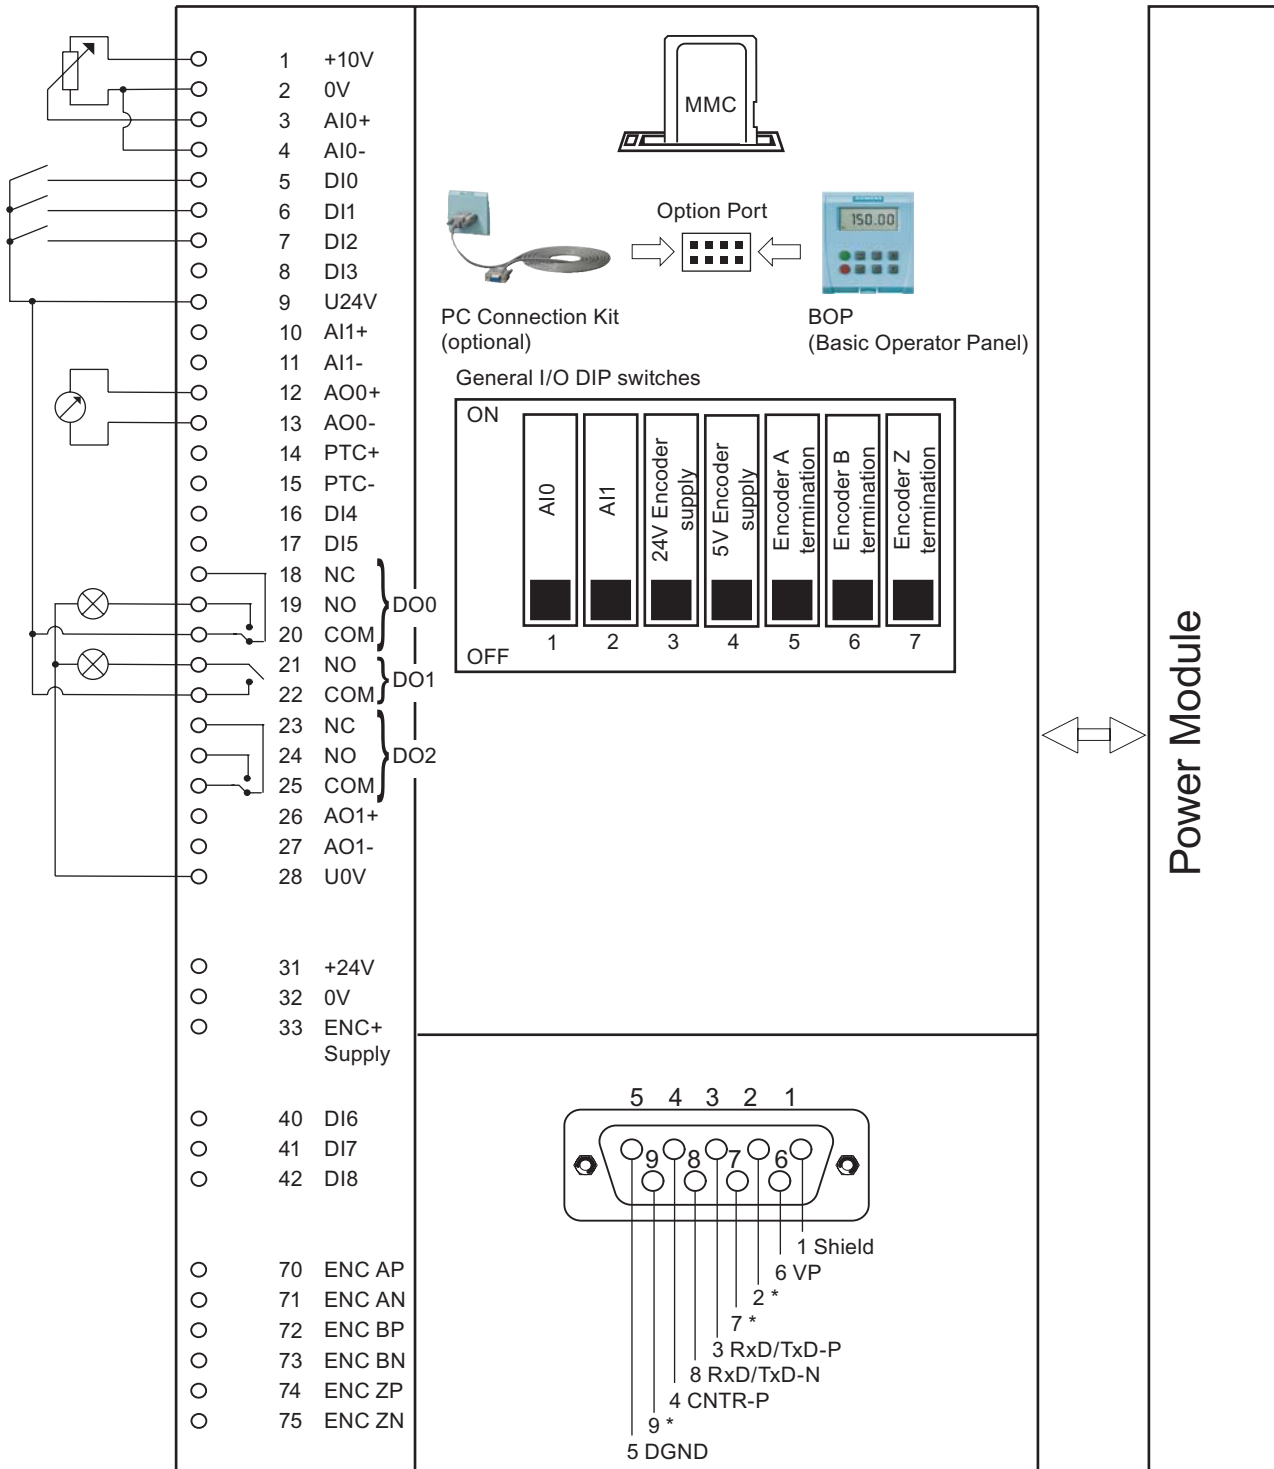 1 +10V
2 0V
3 AI0+
4 AI0-
5 DI0
6 DI1
7 DI2
8 DI3
9 U24V
10 AI1+
11 AI1-
12 AO0+
13 AO0-
14 PTC+
15 PTC-
16 DI4
17 DI5
18 NC
19 NO
20 COM
DO0
21 NO
22 COM
DO1
23 NC
24 NO
25 COM
DO2
26 AO1+
27 AO1-
28 U0V
31 +24V
32 0V
33 ENC+
Supply
40 DI6
41 DI7
42 DI8
70 ENC AP
71 ENC AN
72 ENC BP
73 ENC BN
74 ENC ZP
75 ENC ZN
MMC
Option Port
SIEMENS
150.00
PC Connection Kit
(optional)
BOP
(Basic Operator Panel)
General I/O DIP switches
ON
AI0
AI1
24V Encoder
supply
5V Encoder
supply
Encoder A
termination
Encoder B
termination
Encoder Z
termination
1 2 3 4 5 6 7
OFF
5 4 3 2 1
9 8 7 6
1 Shield
6 VP
2 *
7 *
3 RxD/TxD-P
8 RxD/TxD-N
4 CNTR-P
9 *
5 DGND
Power Module